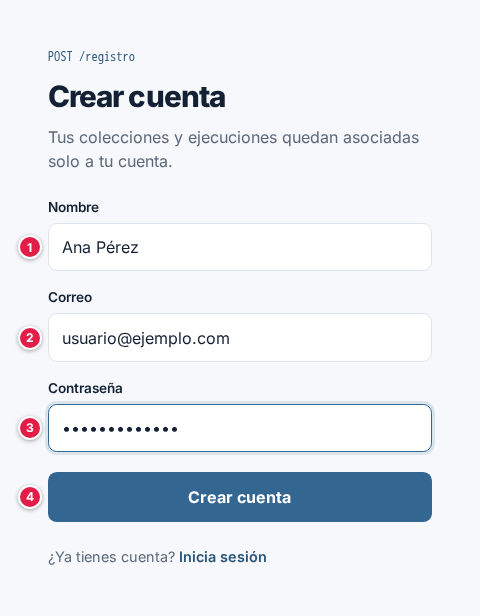 POST /registro
Crear cuenta
Tus colecciones y ejecuciones quedan asociadas
solo a tu cuenta.
Nombre
1
Ana Pérez
Correo
2
usuario@ejemplo.com
Contraseña
3
•••••••••••••
4
Crear cuenta
¿Ya tienes cuenta? Inicia sesión